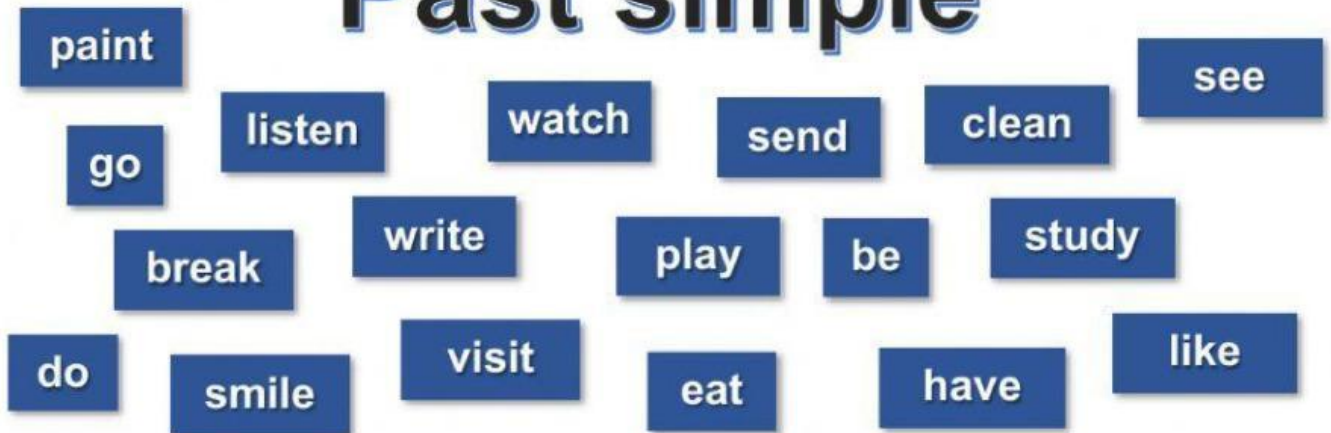 Past simple
paint
see
listen
watch
send
clean
go
write
play
be
study
break
do
smile
visit
eat
have
like